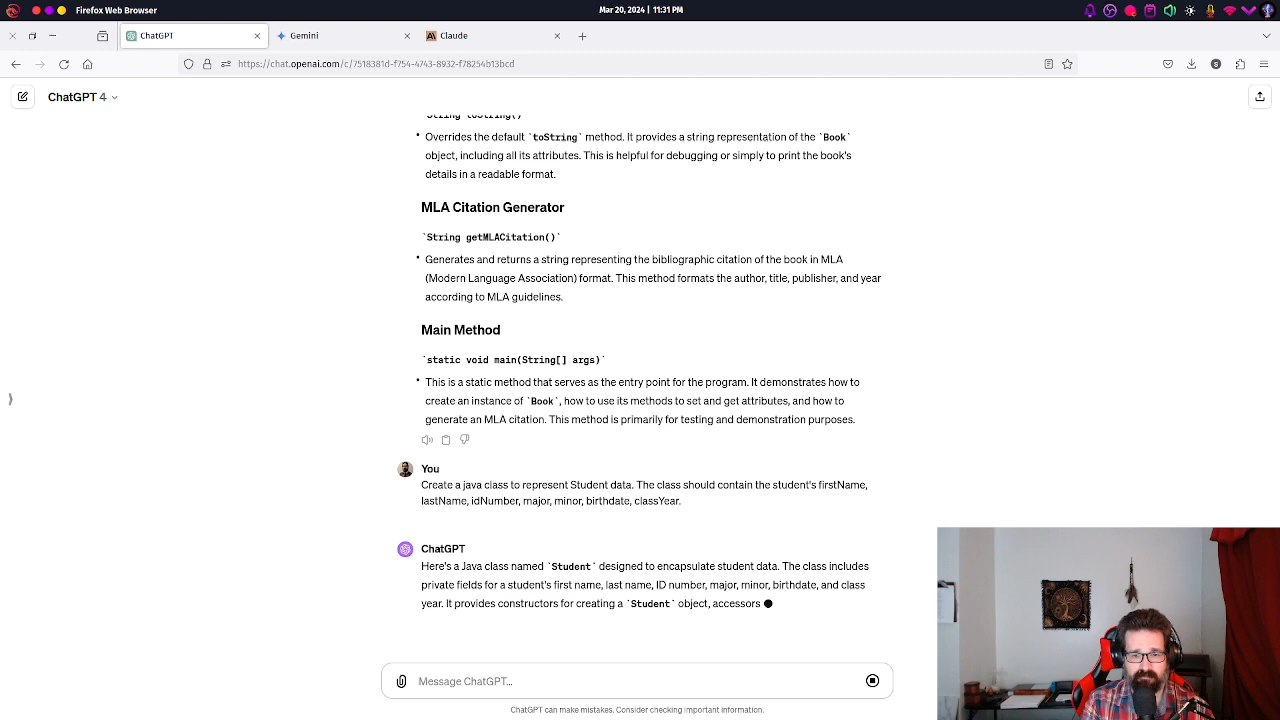 Firefox Web Browser
Mar 20, 2024 | 11:31 PM
ChatGPT
Gemini
Claude
https://chat.openai.com/c/7518381d-f754-4743-8932-f78254b13bcd
ChatGPT 4
`String toString()`
Overrides the default `toString` method. It provides a string representation of the `Book`
object, including all its attributes. This is helpful for debugging or simply to print the book's
details in a readable format.
MLA Citation Generator
`String getMLACitation()`
Generates and returns a string representing the bibliographic citation of the book in MLA
(Modern Language Association) format. This method formats the author, title, publisher, and year
according to MLA guidelines.
Main Method
`static void main(String[] args)`
This is a static method that serves as the entry point for the program. It demonstrates how to
create an instance of `Book`, how to use its methods to set and get attributes, and how to
generate an MLA citation. This method is primarily for testing and demonstration purposes.
You
Create a java class to represent Student data. The class should contain the student's firstName,
lastName, idNumber, major, minor, birthdate, classYear.
ChatGPT
Here's a Java class named `Student` designed to encapsulate student data. The class includes
private fields for a student's first name, last name, ID number, major, minor, birthdate, and class
year. It provides constructors for creating a `Student` object, accessors
Message ChatGPT...
ChatGPT can make mistakes. Consider checking important information.